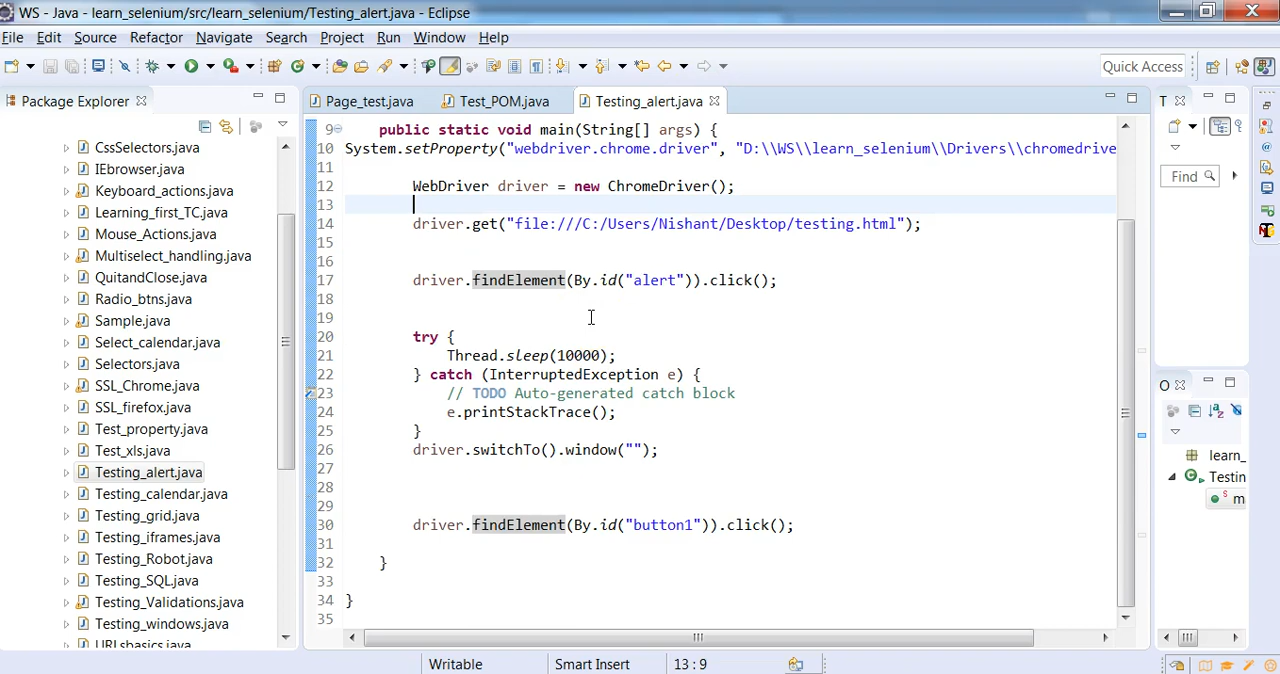 WS - Java - learn_selenium/src/learn_selenium/Testing_alert.java - Eclipse
File Edit Source Refactor Navigate Search Project Run Window Help
Quick Access
Package Explorer
Page_test.java Test_POM.java Testing_alert.java
T
CssSelectors.java
IEbrowser.java
Keyboard_actions.java
Learning_first_TC.java
Mouse_Actions.java
Multiselect_handling.java
QuitandClose.java
Radio_btns.java
Sample.java
Select_calendar.java
Selectors.java
SSL_Chrome.java
SSL_firefox.java
Test_property.java
Test_xls.java
Testing_alert.java
Testing_calendar.java
Testing_grid.java
Testing_iframes.java
Testing_Robot.java
Testing_SQL.java
Testing_Validations.java
Testing_windows.java
URLsbasics.java
9 public static void main(String[] args) {
10 System.setProperty("webdriver.chrome.driver", "D:\\WS\\learn_selenium\\Drivers\\chromedrive
11
12 WebDriver driver = new ChromeDriver();
13
14 driver.get("file:///C:/Users/Nishant/Desktop/testing.html");
15
16
17 driver.findElement(By.id("alert")).click();
18
19
20 try {
21 Thread.sleep(10000);
22 } catch (InterruptedException e) {
23 // TODO Auto-generated catch block
24 e.printStackTrace();
25 }
26 driver.switchTo().window("");
27
28
29
30 driver.findElement(By.id("button1")).click();
31
32 }
33
34 }
35
Find
O
learn_
Testin
m
Writable Smart Insert 13 : 9